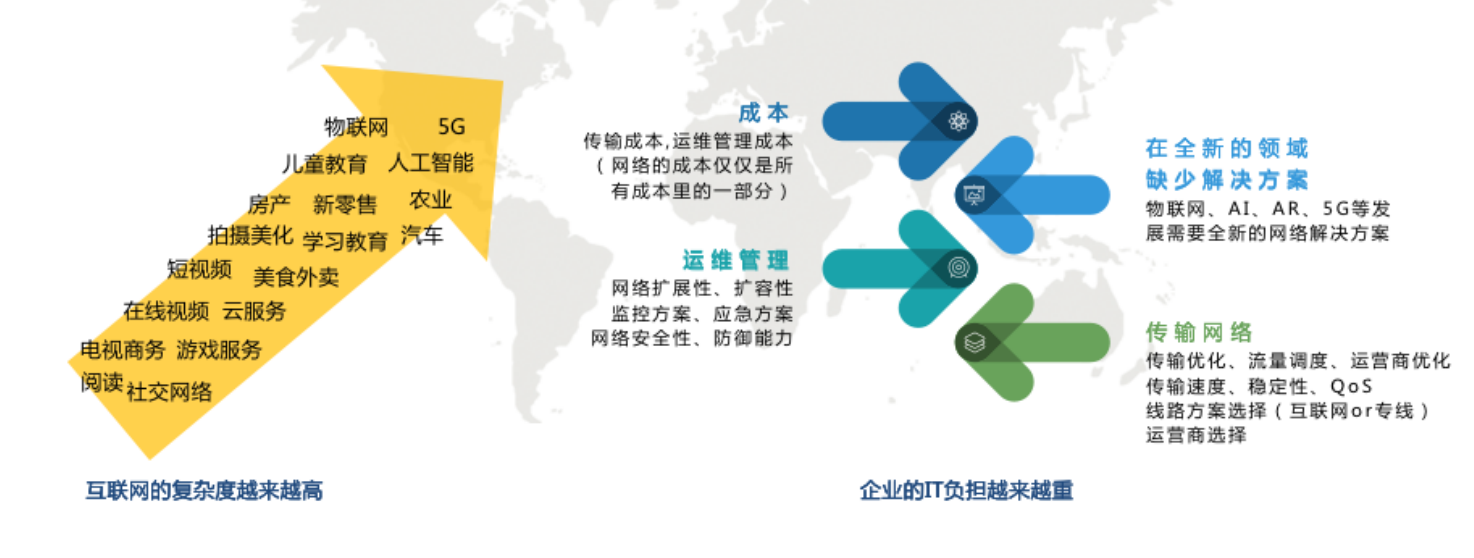 物联网 5G
儿童教育 人工智能
房产 新零售 农业
拍摄美化 学习教育 汽车
短视频 美食外卖
在线视频 云服务
电视商务 游戏服务
阅读 社交网络
互联网的复杂度越来越高
成本
传输成本,运维管理成本
（网络的成本仅仅是所
有成本里的一部分）
运维管理
网络扩展性、扩容性
监控方案、应急方案
网络安全性、防御能力
在全新的领域
缺少解决方案
物联网、AI、AR、5G等发
展需要全新的网络解决方案
传输网络
传输优化、流量调度、运营商优化
传输速度、稳定性、QoS
线路方案选择（互联网or专线）
运营商选择
企业的IT负担越来越重